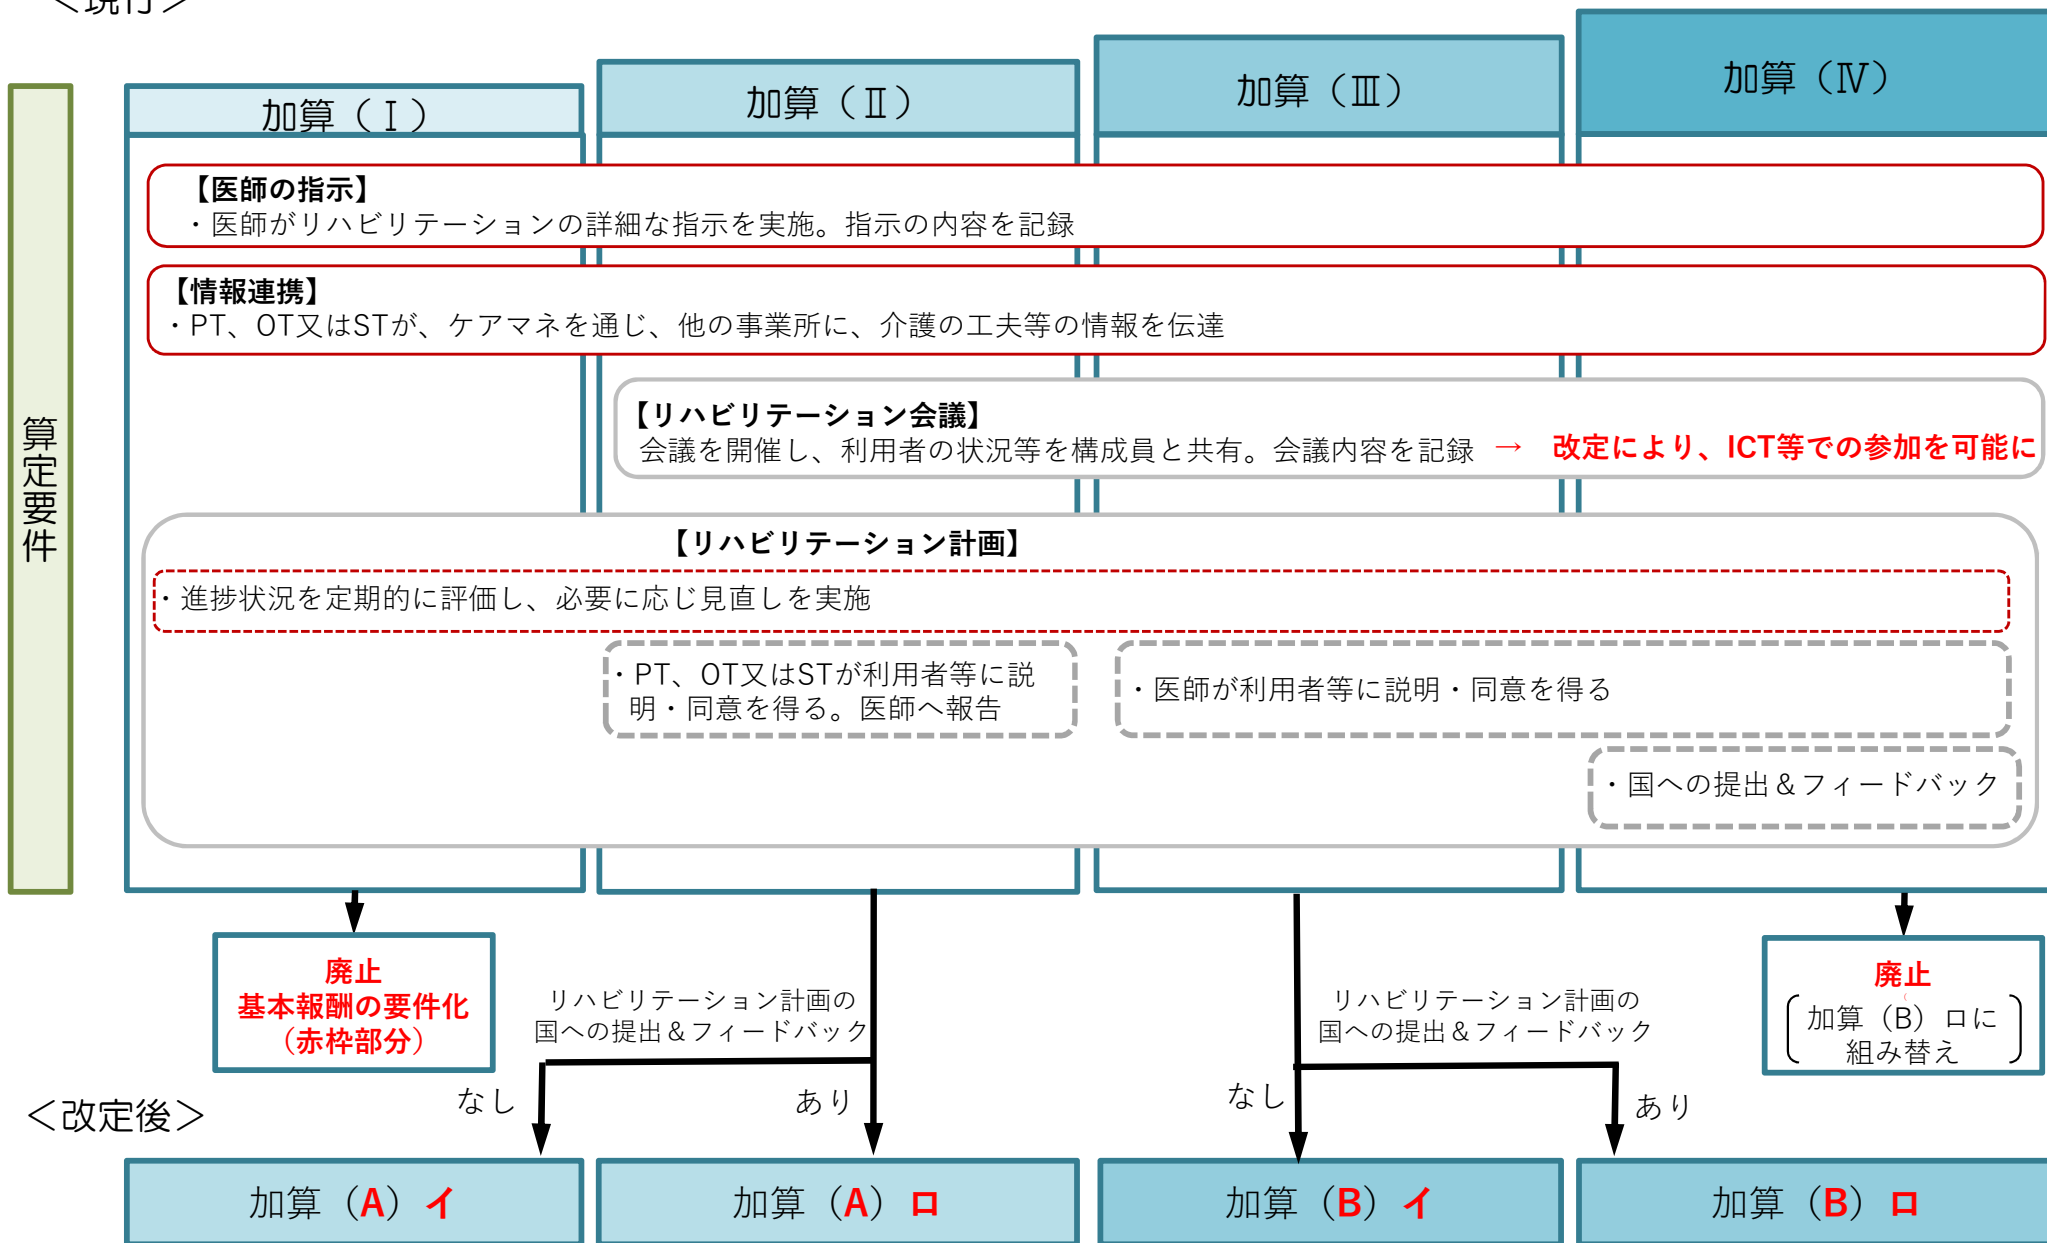 ＜現行＞
加算（Ⅰ）
加算（Ⅱ）
加算（Ⅲ）
加算（Ⅳ）
算定要件
【医師の指示】
・医師がリハビリテーションの詳細な指示を実施。指示の内容を記録
【情報連携】
・PT、OT又はSTが、ケアマネを通じ、他の事業所に、介護の工夫等の情報を伝達
【リハビリテーション会議】
会議を開催し、利用者の状況等を構成員と共有。会議内容を記録 → 改定により、ICT等での参加を可能に
【リハビリテーション計画】
・進捗状況を定期的に評価し、必要に応じ見直しを実施
・PT、OT又はSTが利用者等に説
明・同意を得る。医師へ報告
・医師が利用者等に説明・同意を得る
・国への提出＆フィードバック
廃止
基本報酬の要件化
（赤枠部分）
リハビリテーション計画の
国への提出＆フィードバック
なし
あり
リハビリテーション計画の
国への提出＆フィードバック
なし
あり
廃止
加算（B）ロに
組み替え
＜改定後＞
加算（A）イ
加算（A）ロ
加算（B）イ
加算（B）ロ